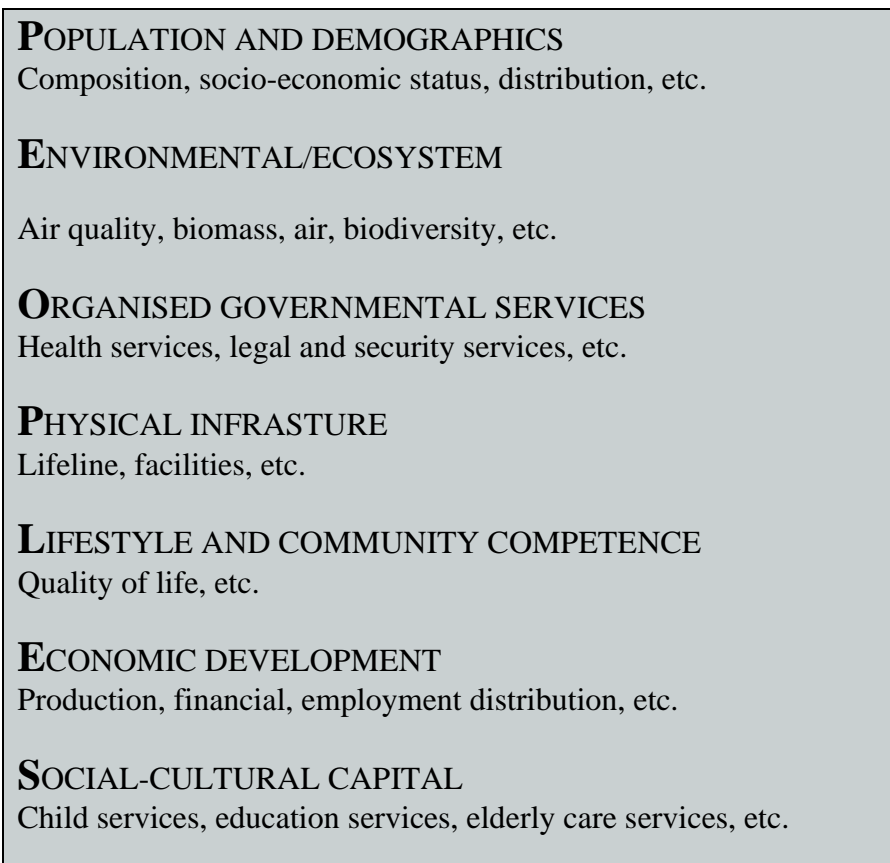 POPULATION AND DEMOGRAPHICS
Composition, socio-economic status, distribution, etc.
ENVIRONMENTAL/ECOSYSTEM
Air quality, biomass, air, biodiversity, etc.
ORGANISED GOVERNMENTAL SERVICES
Health services, legal and security services, etc.
PHYSICAL INFRASTURE
Lifeline, facilities, etc.
LIFESTYLE AND COMMUNITY COMPETENCE
Quality of life, etc.
ECONOMIC DEVELOPMENT
Production, financial, employment distribution, etc.
SOCIAL-CULTURAL CAPITAL
Child services, education services, elderly care services, etc.